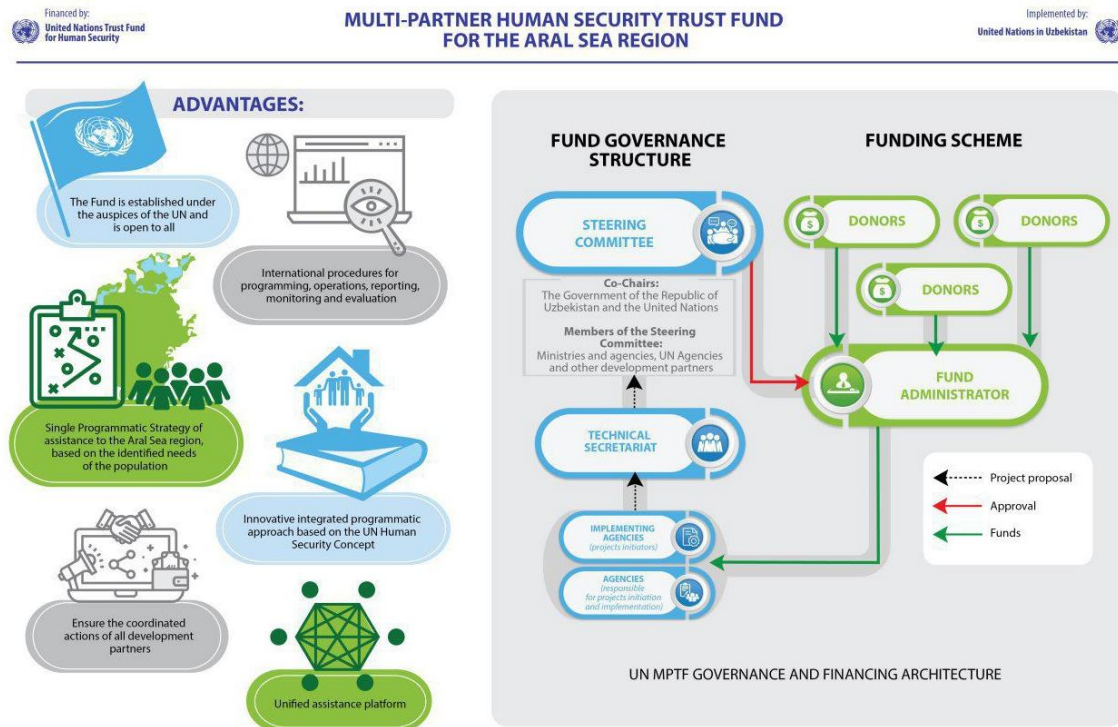 Financed by:
United Nations Trust Fund
for Human Security
MULTI-PARTNER HUMAN SECURITY TRUST FUND
FOR THE ARAL SEA REGION
Implemented by:
United Nations in Uzbekistan
ADVANTAGES:
The Fund is established under
the auspices of the UN and
is open to all
International procedures for
programming, operations, reporting,
monitoring and evaluation
Single Programmatic Strategy of
assistance to the Aral Sea region,
based on the identified needs
of the population
Innovative integrated programmatic
approach based on the UN Human
Security Concept
Ensure the coordinated
actions of all development
partners
Unified assistance platform
FUND GOVERNANCE
STRUCTURE
STEERING
COMMITTEE
Co-Chairs:
The Government of the Republic of
Uzbekistan and the United Nations
Members of the Steering
Committee:
Ministries and agencies, UN Agencies
and other development partners
TECHNICAL
SECRETARIAT
IMPLEMENTING
AGENCIES
(projects initiators)
AGENCIES
(responsible
for projects initiation
and implementation)
FUNDING SCHEME
$
DONORS
$
DONORS
$
DONORS
FUND
ADMINISTRATOR
Project proposal
Approval
Funds
UN MPTF GOVERNANCE AND FINANCING ARCHITECTURE